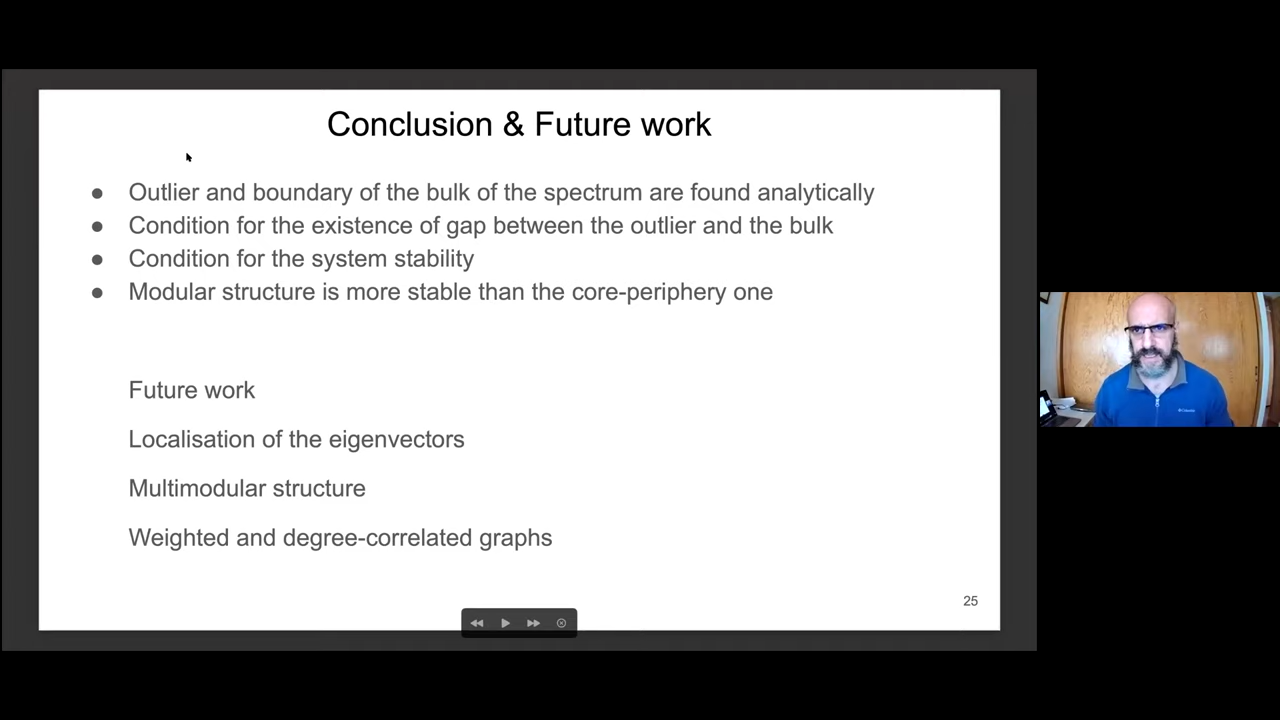 Conclusion & Future work
● Outlier and boundary of the bulk of the spectrum are found analytically
● Condition for the existence of gap between the outlier and the bulk
● Condition for the system stability
● Modular structure is more stable than the core-periphery one
Future work
Localisation of the eigenvectors
Multimodular structure
Weighted and degree-correlated graphs
25